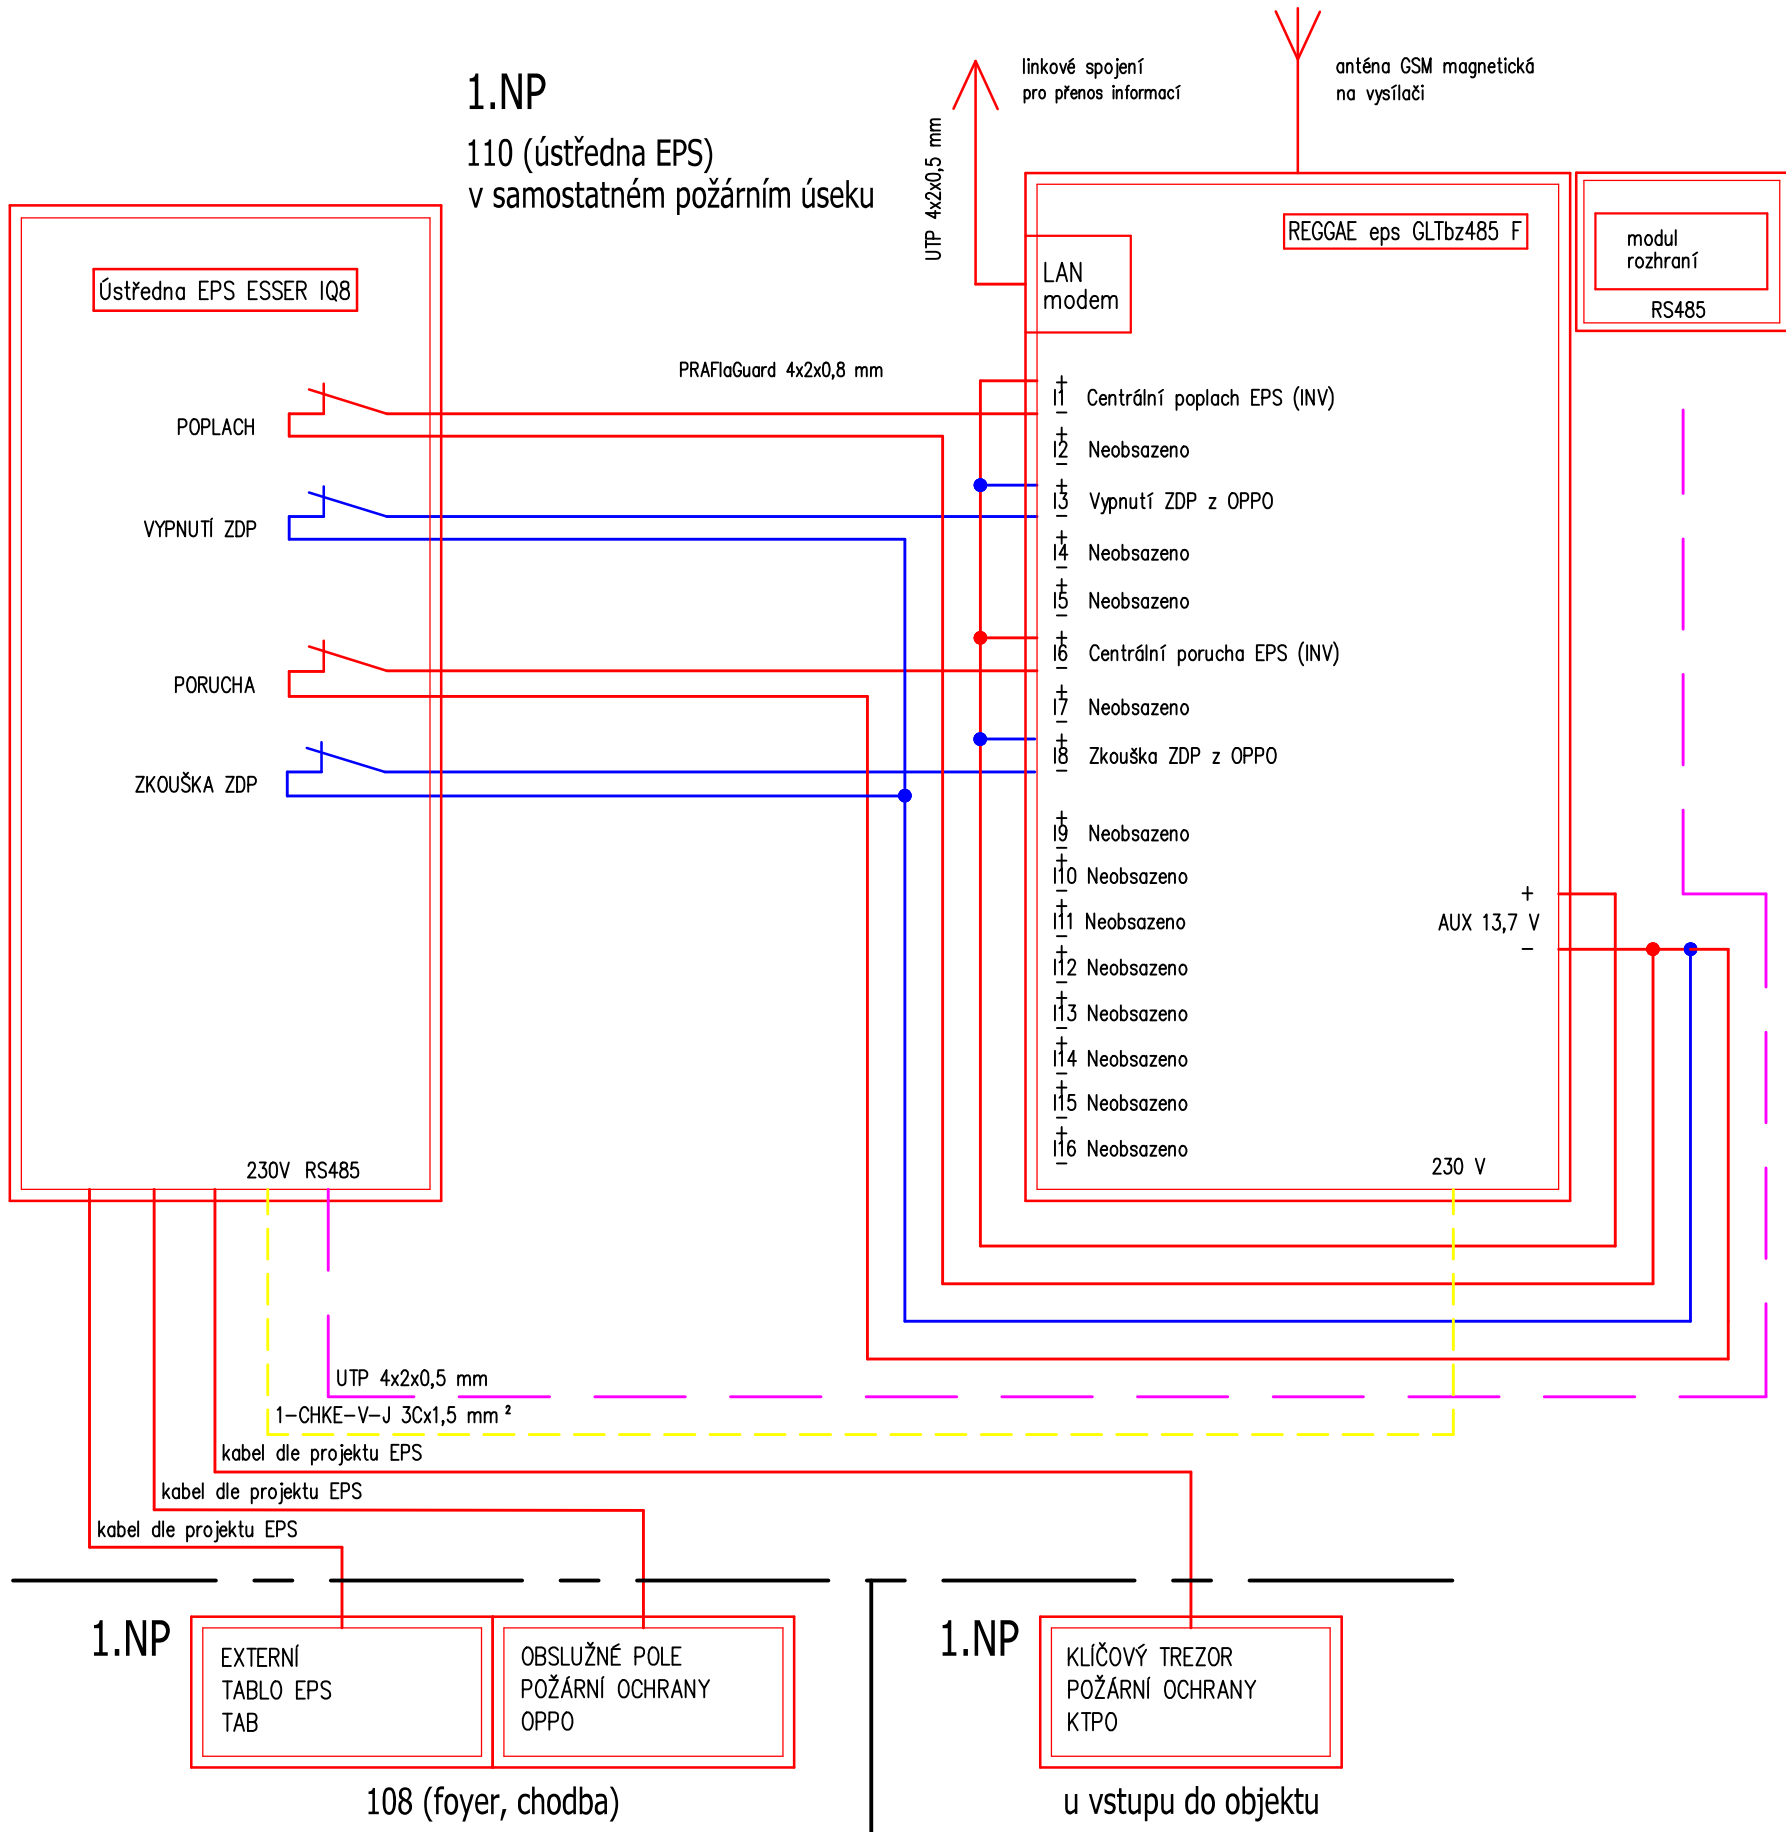 linkové spojení
pro přenos informací
anténa GSM magnetická
na vysílači
1.NP
110 (ústředna EPS)
v samostatném požárním úseku
UTP 4x2x0,5 mm
REGGAE eps GLTbz485 F
modul
rozhraní
RS485
LAN
modem
Ústředna EPS ESSER IQ8
PRAFlaGuard 4x2x0,8 mm
POPLACH
VYPNUTÍ ZDP
PORUCHA
ZKOUŠKA ZDP
+
I1 Centrální poplach EPS (INV)
−
+
I2 Neobsazeno
−
+
I3 Vypnutí ZDP z OPPO
−
+
I4 Neobsazeno
−
+
I5 Neobsazeno
−
+
I6 Centrální porucha EPS (INV)
−
+
I7 Neobsazeno
−
+
I8 Zkouška ZDP z OPPO
−
+
I9 Neobsazeno
−
+
I10 Neobsazeno
−
+
I11 Neobsazeno
−
+
I12 Neobsazeno
−
+
I13 Neobsazeno
−
+
I14 Neobsazeno
−
+
I15 Neobsazeno
−
+
I16 Neobsazeno
−
+
AUX 13,7 V
−
230V RS485
230 V
UTP 4x2x0,5 mm
1-CHKE-V-J 3Cx1,5 mm²
kabel dle projektu EPS
kabel dle projektu EPS
kabel dle projektu EPS
1.NP
EXTERNÍ
TABLO EPS
TAB
OBSLUŽNÉ POLE
POŽÁRNÍ OCHRANY
OPPO
108 (foyer, chodba)
1.NP
KLÍČOVÝ TREZOR
POŽÁRNÍ OCHRANY
KTPO
u vstupu do objektu